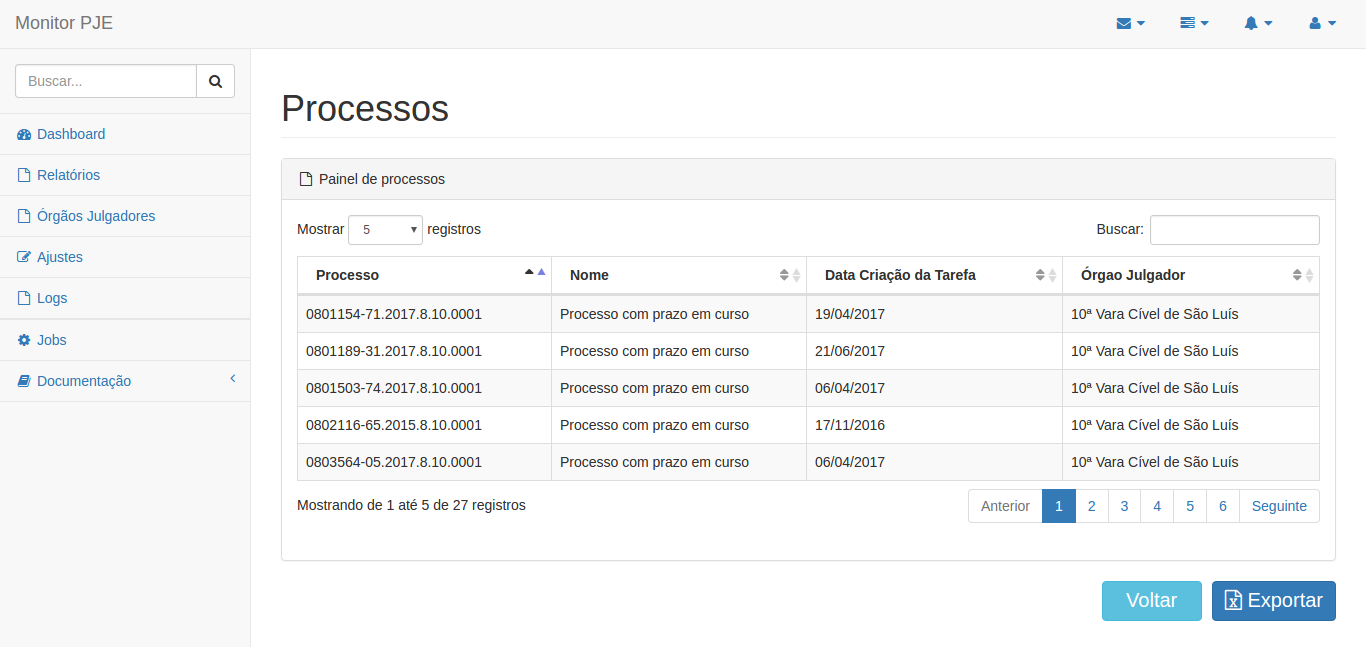 Monitor PJE
Buscar...
Dashboard
Relatórios
Órgãos Julgadores
Ajustes
Logs
Jobs
Documentação
Processos
Painel de processos
Mostrar 5 registros Buscar:
Processo Nome Data Criação da Tarefa Órgao Julgador
0801154-71.2017.8.10.0001 Processo com prazo em curso 19/04/2017 10ª Vara Cível de São Luís
0801189-31.2017.8.10.0001 Processo com prazo em curso 21/06/2017 10ª Vara Cível de São Luís
0801503-74.2017.8.10.0001 Processo com prazo em curso 06/04/2017 10ª Vara Cível de São Luís
0802116-65.2015.8.10.0001 Processo com prazo em curso 17/11/2016 10ª Vara Cível de São Luís
0803564-05.2017.8.10.0001 Processo com prazo em curso 06/04/2017 10ª Vara Cível de São Luís
Mostrando de 1 até 5 de 27 registros Anterior 1 2 3 4 5 6 Seguinte
Voltar Exportar